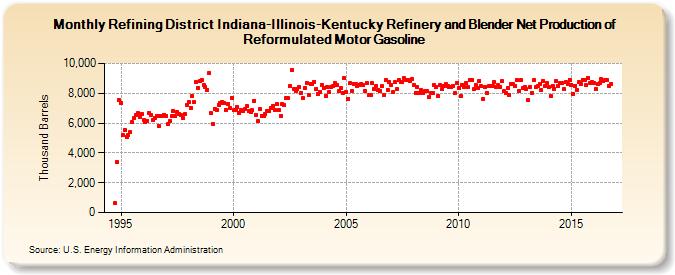 Monthly Refining District Indiana-Illinois-Kentucky Refinery and Blender Net Production of
Reformulated Motor Gasoline
Thousand Barrels
10,000
8,000
6,000
4,000
2,000
0
1995
2000
2005
2010
2015
Source: U.S. Energy Information Administration